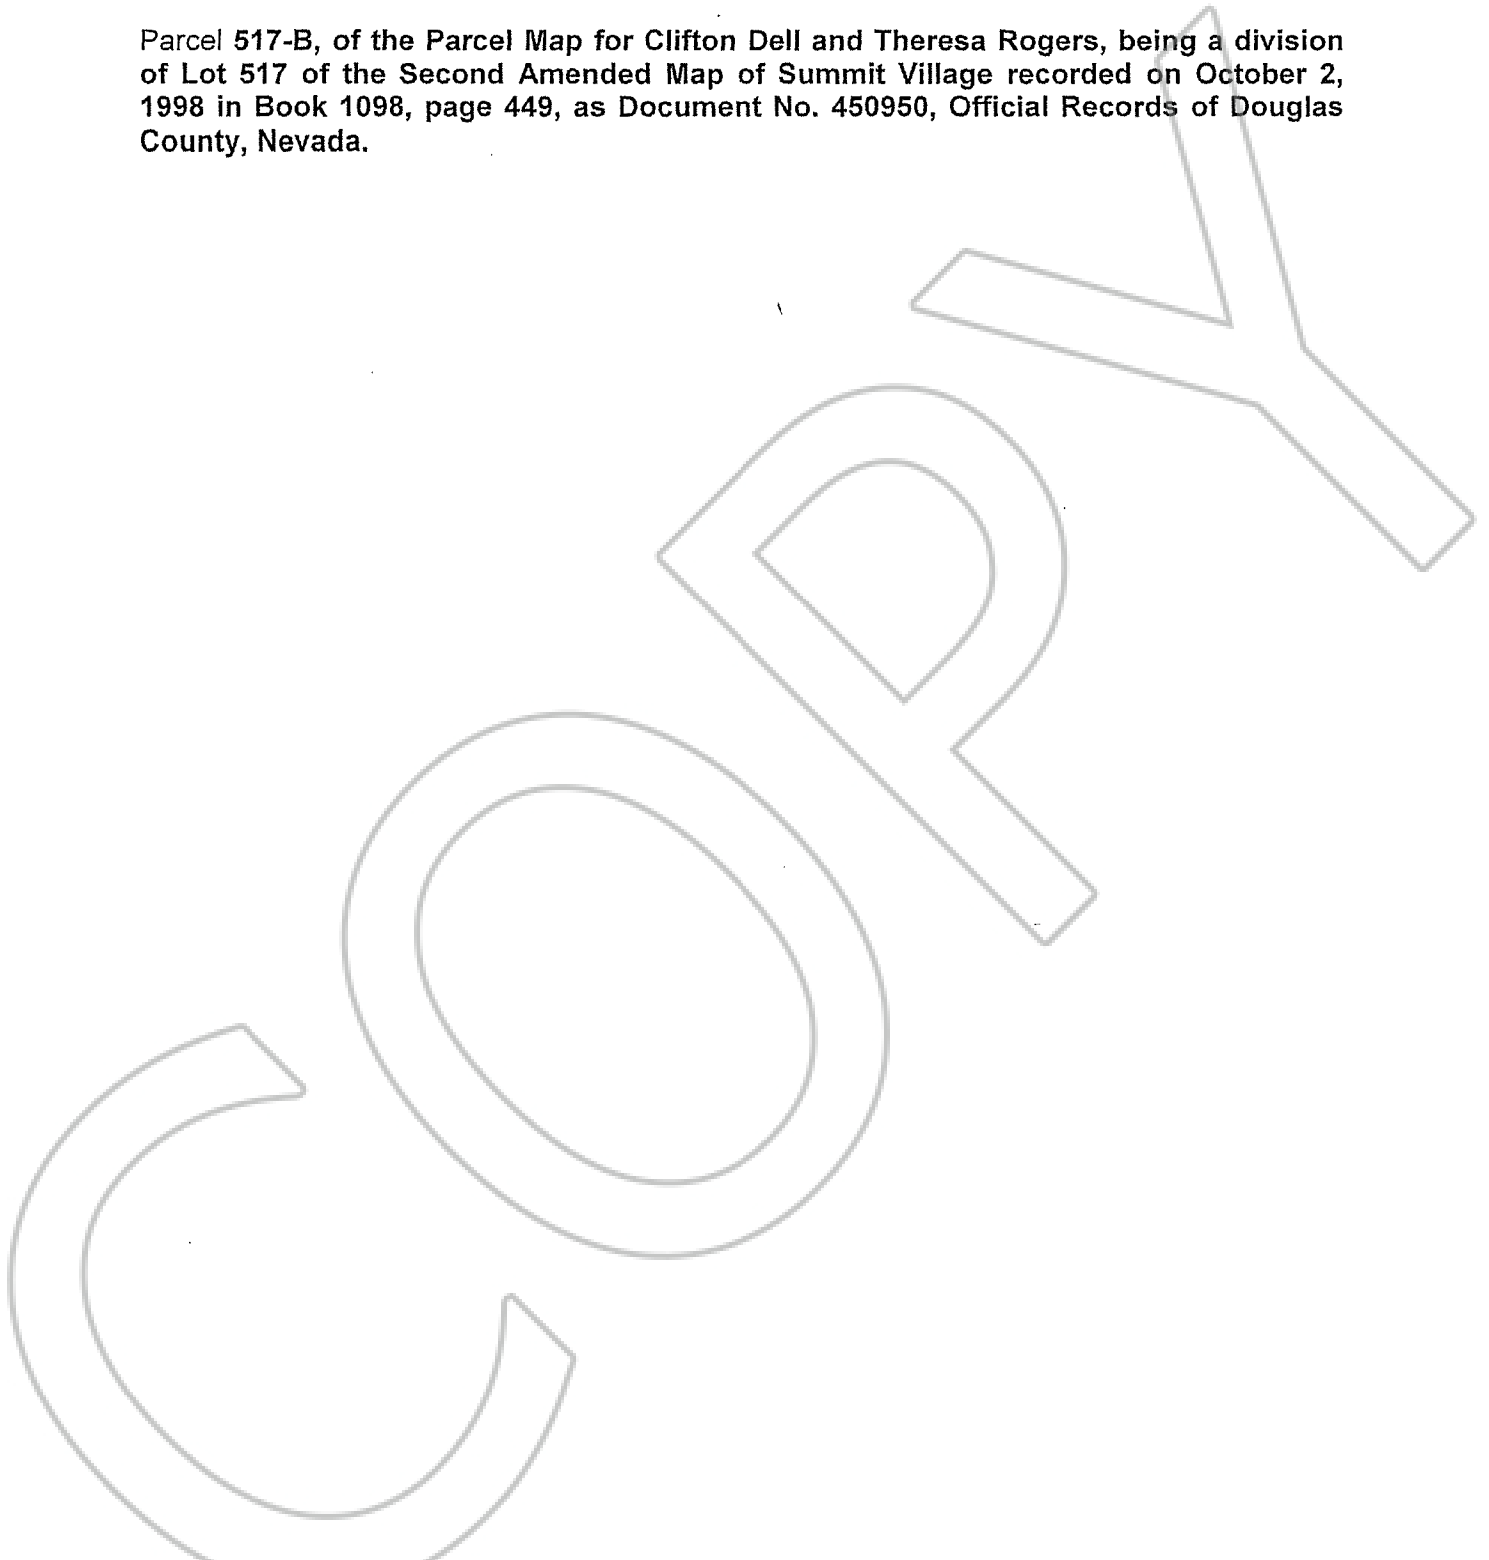 Parcel 517-B, of the Parcel Map for Clifton Dell and Theresa Rogers, being a division
of Lot 517 of the Second Amended Map of Summit Village recorded on October 2,
1998 in Book 1098, page 449, as Document No. 450950, Official Records of Douglas
County, Nevada.
COPY